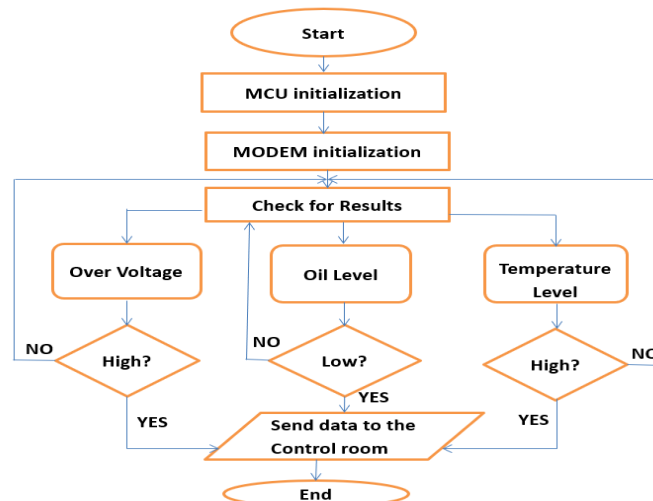 Start
MCU initialization
MODEM initialization
Check for Results
Over Voltage
Oil Level
Temperature
Level
NO
High?
NO
Low?
High?
NO
YES
YES
YES
Send data to the
Control room
End